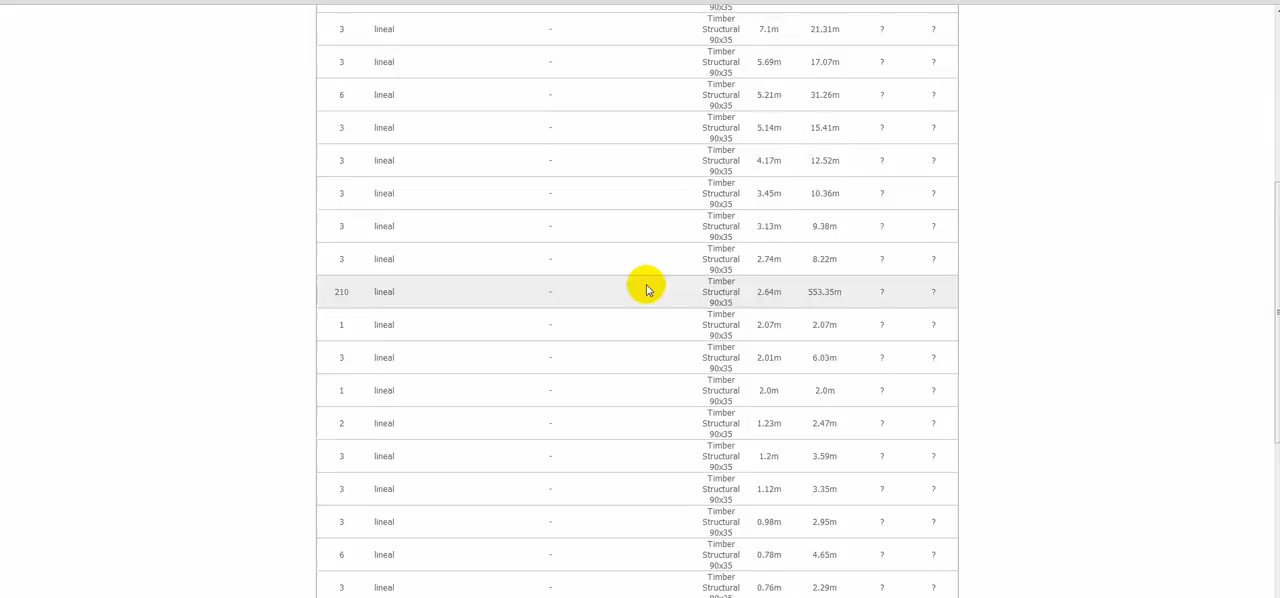 90x35
3 lineal - Timber Structural 90x35 7.1m 21.31m ? ?
3 lineal - Timber Structural 90x35 5.69m 17.07m ? ?
6 lineal - Timber Structural 90x35 5.21m 31.26m ? ?
3 lineal - Timber Structural 90x35 5.14m 15.41m ? ?
3 lineal - Timber Structural 90x35 4.17m 12.52m ? ?
3 lineal - Timber Structural 90x35 3.45m 10.36m ? ?
3 lineal - Timber Structural 90x35 3.13m 9.38m ? ?
3 lineal - Timber Structural 90x35 2.74m 8.22m ? ?
210 lineal - Timber Structural 90x35 2.64m 553.35m ? ?
1 lineal - Timber Structural 90x35 2.07m 2.07m ? ?
3 lineal - Timber Structural 90x35 2.01m 6.03m ? ?
1 lineal - Timber Structural 90x35 2.0m 2.0m ? ?
2 lineal - Timber Structural 90x35 1.23m 2.47m ? ?
3 lineal - Timber Structural 90x35 1.2m 3.59m ? ?
3 lineal - Timber Structural 90x35 1.12m 3.35m ? ?
3 lineal - Timber Structural 90x35 0.98m 2.95m ? ?
6 lineal - Timber Structural 90x35 0.78m 4.65m ? ?
3 lineal - Timber Structural 90x35 0.76m 2.29m ? ?